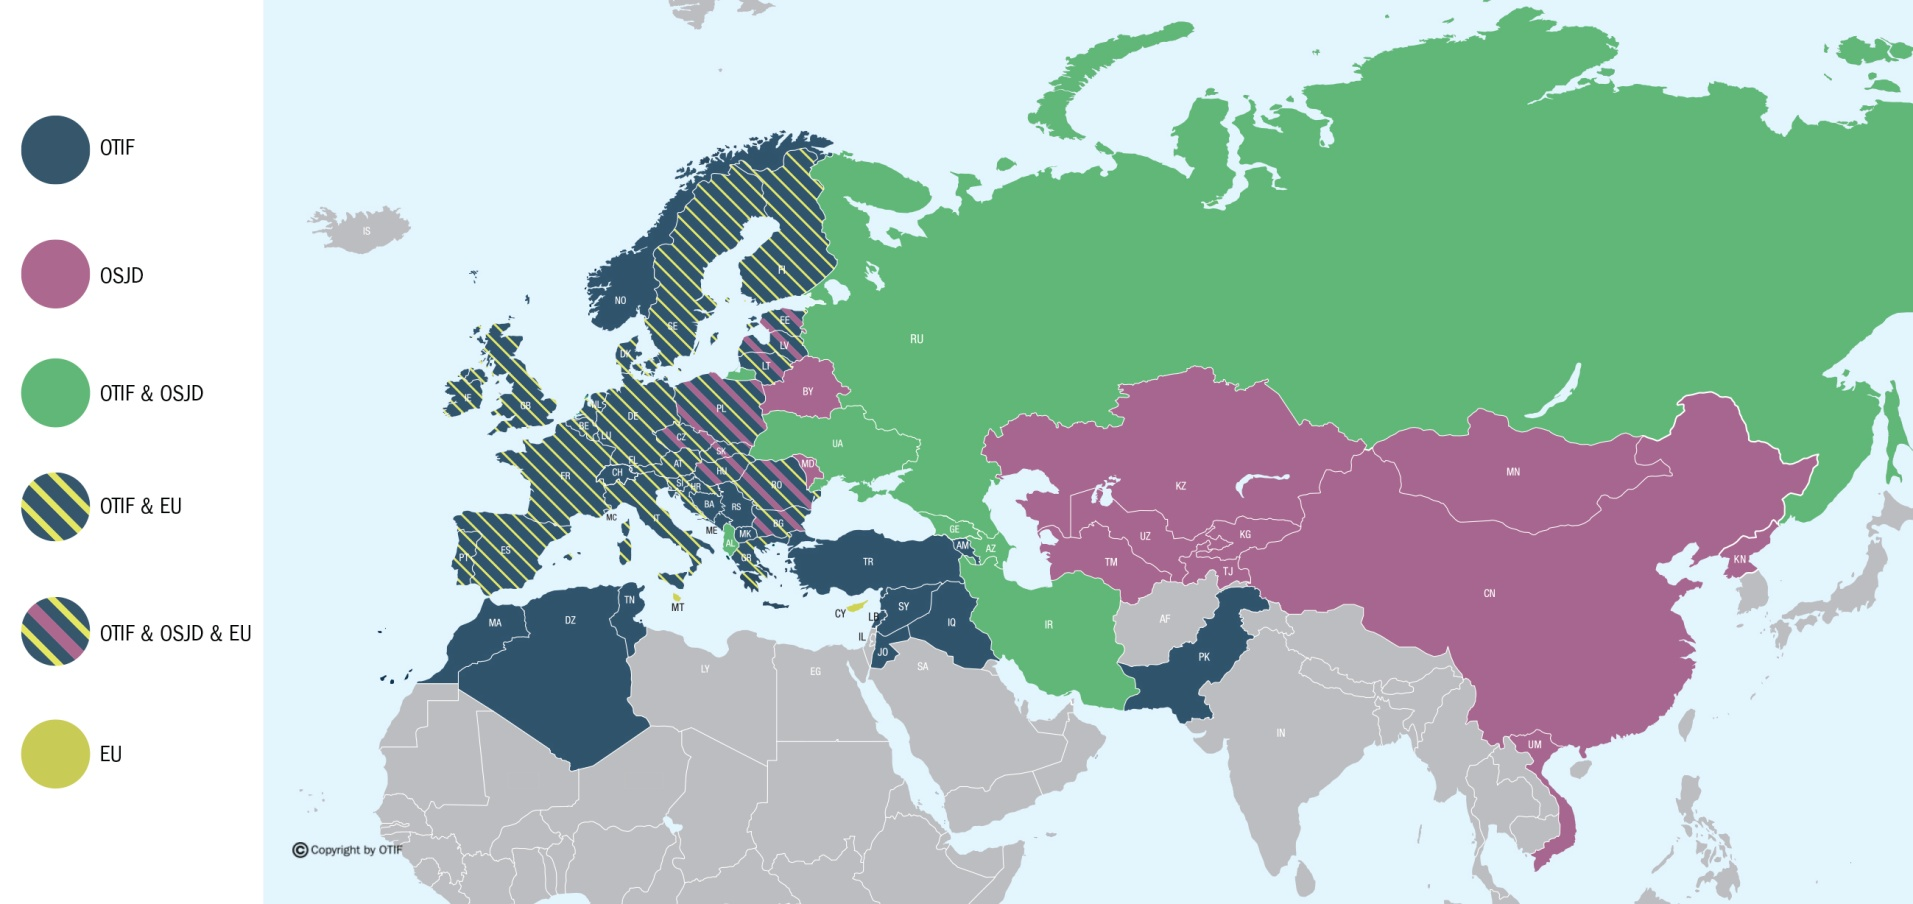 OTIF
OSJD
OTIF & OSJD
OTIF & EU
OTIF & OSJD & EU
EU
IS
NO
SE
FI
RU
EE
LV
LT
DK
IE
GB
NL
BE
LU
DE
PL
BY
CZ
SK
UA
FR
CH
AT
HU
MD
RO
SI
HR
BA
RS
BG
MC
IT
ME
MK
AL
GR
PT
ES
MT
CY
TR
GE
AM
AZ
KZ
UZ
KG
TM
TJ
MN
CN
KN
MA
DZ
TN
LY
EG
LB
SY
IQ
IL
JO
SA
IR
AF
PK
IN
UM
© Copyright by OTIF